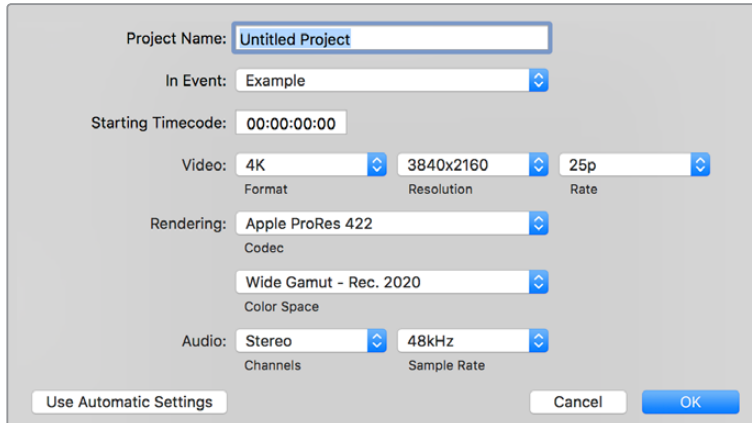 Project Name: Untitled Project
In Event: Example
Starting Timecode: 00:00:00:00
Video: 4K 3840x2160 25p
Format Resolution Rate
Rendering: Apple ProRes 422
Codec
Wide Gamut - Rec. 2020
Color Space
Audio: Stereo 48kHz
Channels Sample Rate
Use Automatic Settings Cancel OK